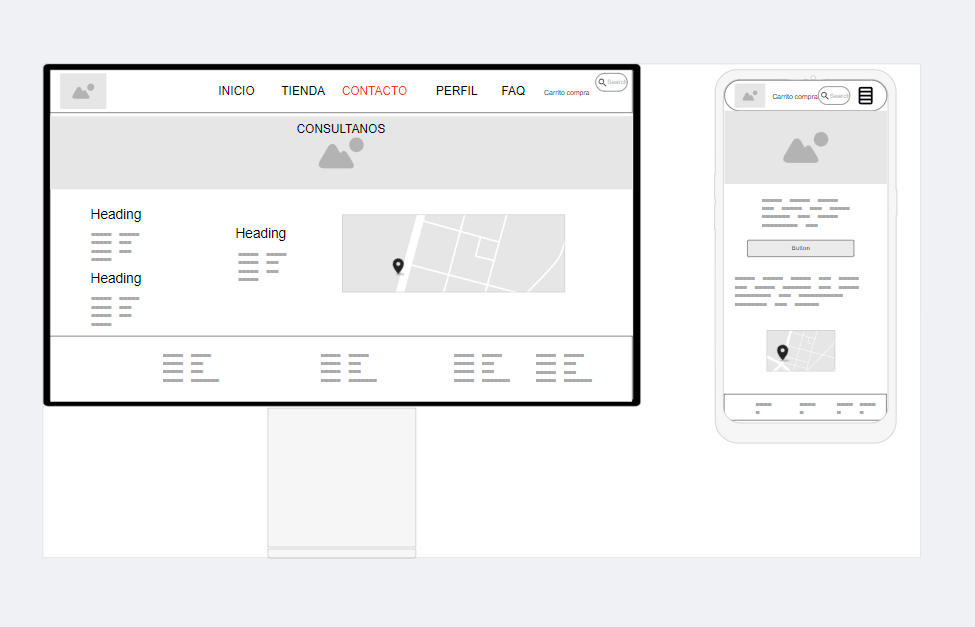 INICIO TIENDA CONTACTO PERFIL FAQ Carrito compra Search
CONSULTANOS
Heading
Heading
Heading
Carrito compra Search
Button